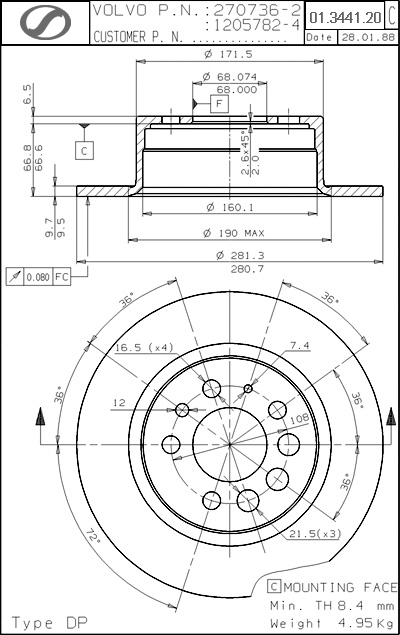 VOLVO P.N.: 270736-2
:1205782-4
CUSTOMER P. N. ................
01.3441.20
C
Date 28.01.88
Ø 171.5
Ø 68.074
68.000
F
6.5
C
66.8
66.6
2.6x45°
2.0
9.7
9.5
Ø 160.1
Ø 190 MAX
Ø 281.3
280.7
0.080 FC
36°
36°
16.5 (x4)
7.4
36°
36°
12
108
36°
72°
21.5(x3)
C MOUNTING FACE
Min. TH 8.4 mm
Type DP
Weight 4.95Kg